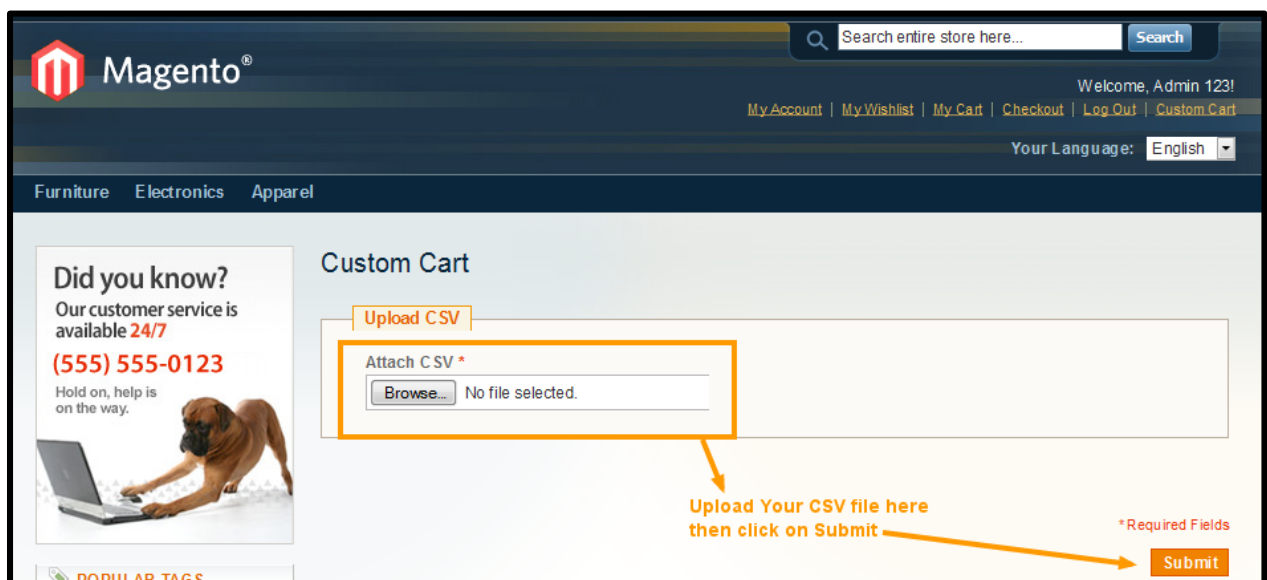 Magento®
Search entire store here...
Search
Welcome, Admin 123!
My Account | My Wishlist | My Cart | Checkout | Log Out | Custom Cart
Your Language: English
Furniture Electronics Apparel
Did you know?
Our customer service is
available 24/7
(555) 555-0123
Hold on, help is
on the way.
POPULAR TAGS
Custom Cart
Upload CSV
Attach CSV *
Browse... No file selected.
Upload Your CSV file here
then click on Submit
* Required Fields
Submit